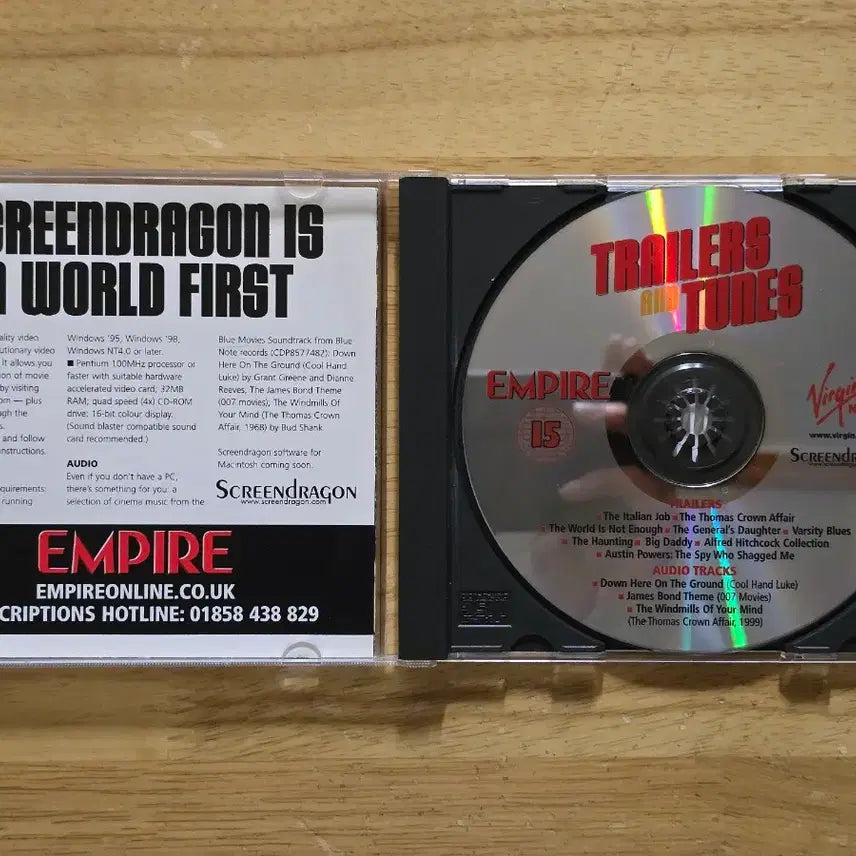 SCREENDRAGON IS
A WORLD FIRST
ality video
utionary video
It allows you
on of movie
by visiting
om — plus
ugh the
and follow
nstructions.
quirements:
running
Windows '95, Windows '98,
Windows NT4.0 or later.
■ Pentium 100MHz processor or
faster with suitable hardware
accelerated video card; 32MB
RAM; quad speed (4x) CD-ROM
drive; 16-bit colour display.
(Sound blaster compatible sound
card recommended.)
AUDIO
Even if you don't have a PC,
there's something for you: a
selection of cinema music from the
Blue Movies Soundtrack from Blue
Note records (CDP8577482): Down
Here On The Ground (Cool Hand
Luke) by Grant Greene and Dianne
Reeves, The James Bond Theme
(007 movies), The Windmills Of
Your Mind (The Thomas Crown
Affair, 1968) by Bud Shank
Screendragon software for
Macintosh coming soon.
SCREENDRAGON
www.screendragon.com
EMPIRE
EMPIREONLINE.CO.UK
SCRIPTIONS HOTLINE: 01858 438 829
TRAILERS
AND TUNES
EMPIRE
15
Virgin
www.virgin.
SCREENDR
TRAILERS
■ The Italian Job ■ The Thomas Crown Affair
■ The World Is Not Enough ■ The General's Daughter ■ Varsity Blues
■ The Haunting ■ Big Daddy ■ Alfred Hitchcock Collection
■ Austin Powers: The Spy Who Shagged Me
AUDIO TRACKS
■ Down Here On The Ground (Cool Hand Luke)
■ James Bond Theme (007 Movies)
■ The Windmills Of Your Mind
(The Thomas Crown Affair, 1999)